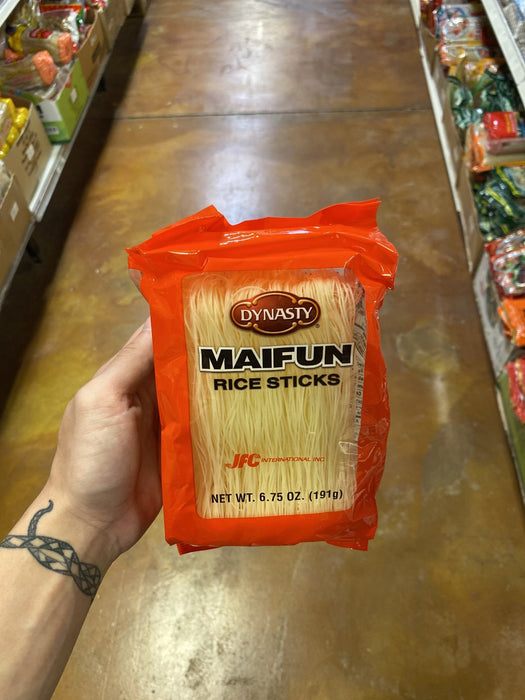 DYNASTY
MAIFUN
RICE STICKS
JFC INTERNATIONAL INC
NET WT. 6.75 OZ. (191g)